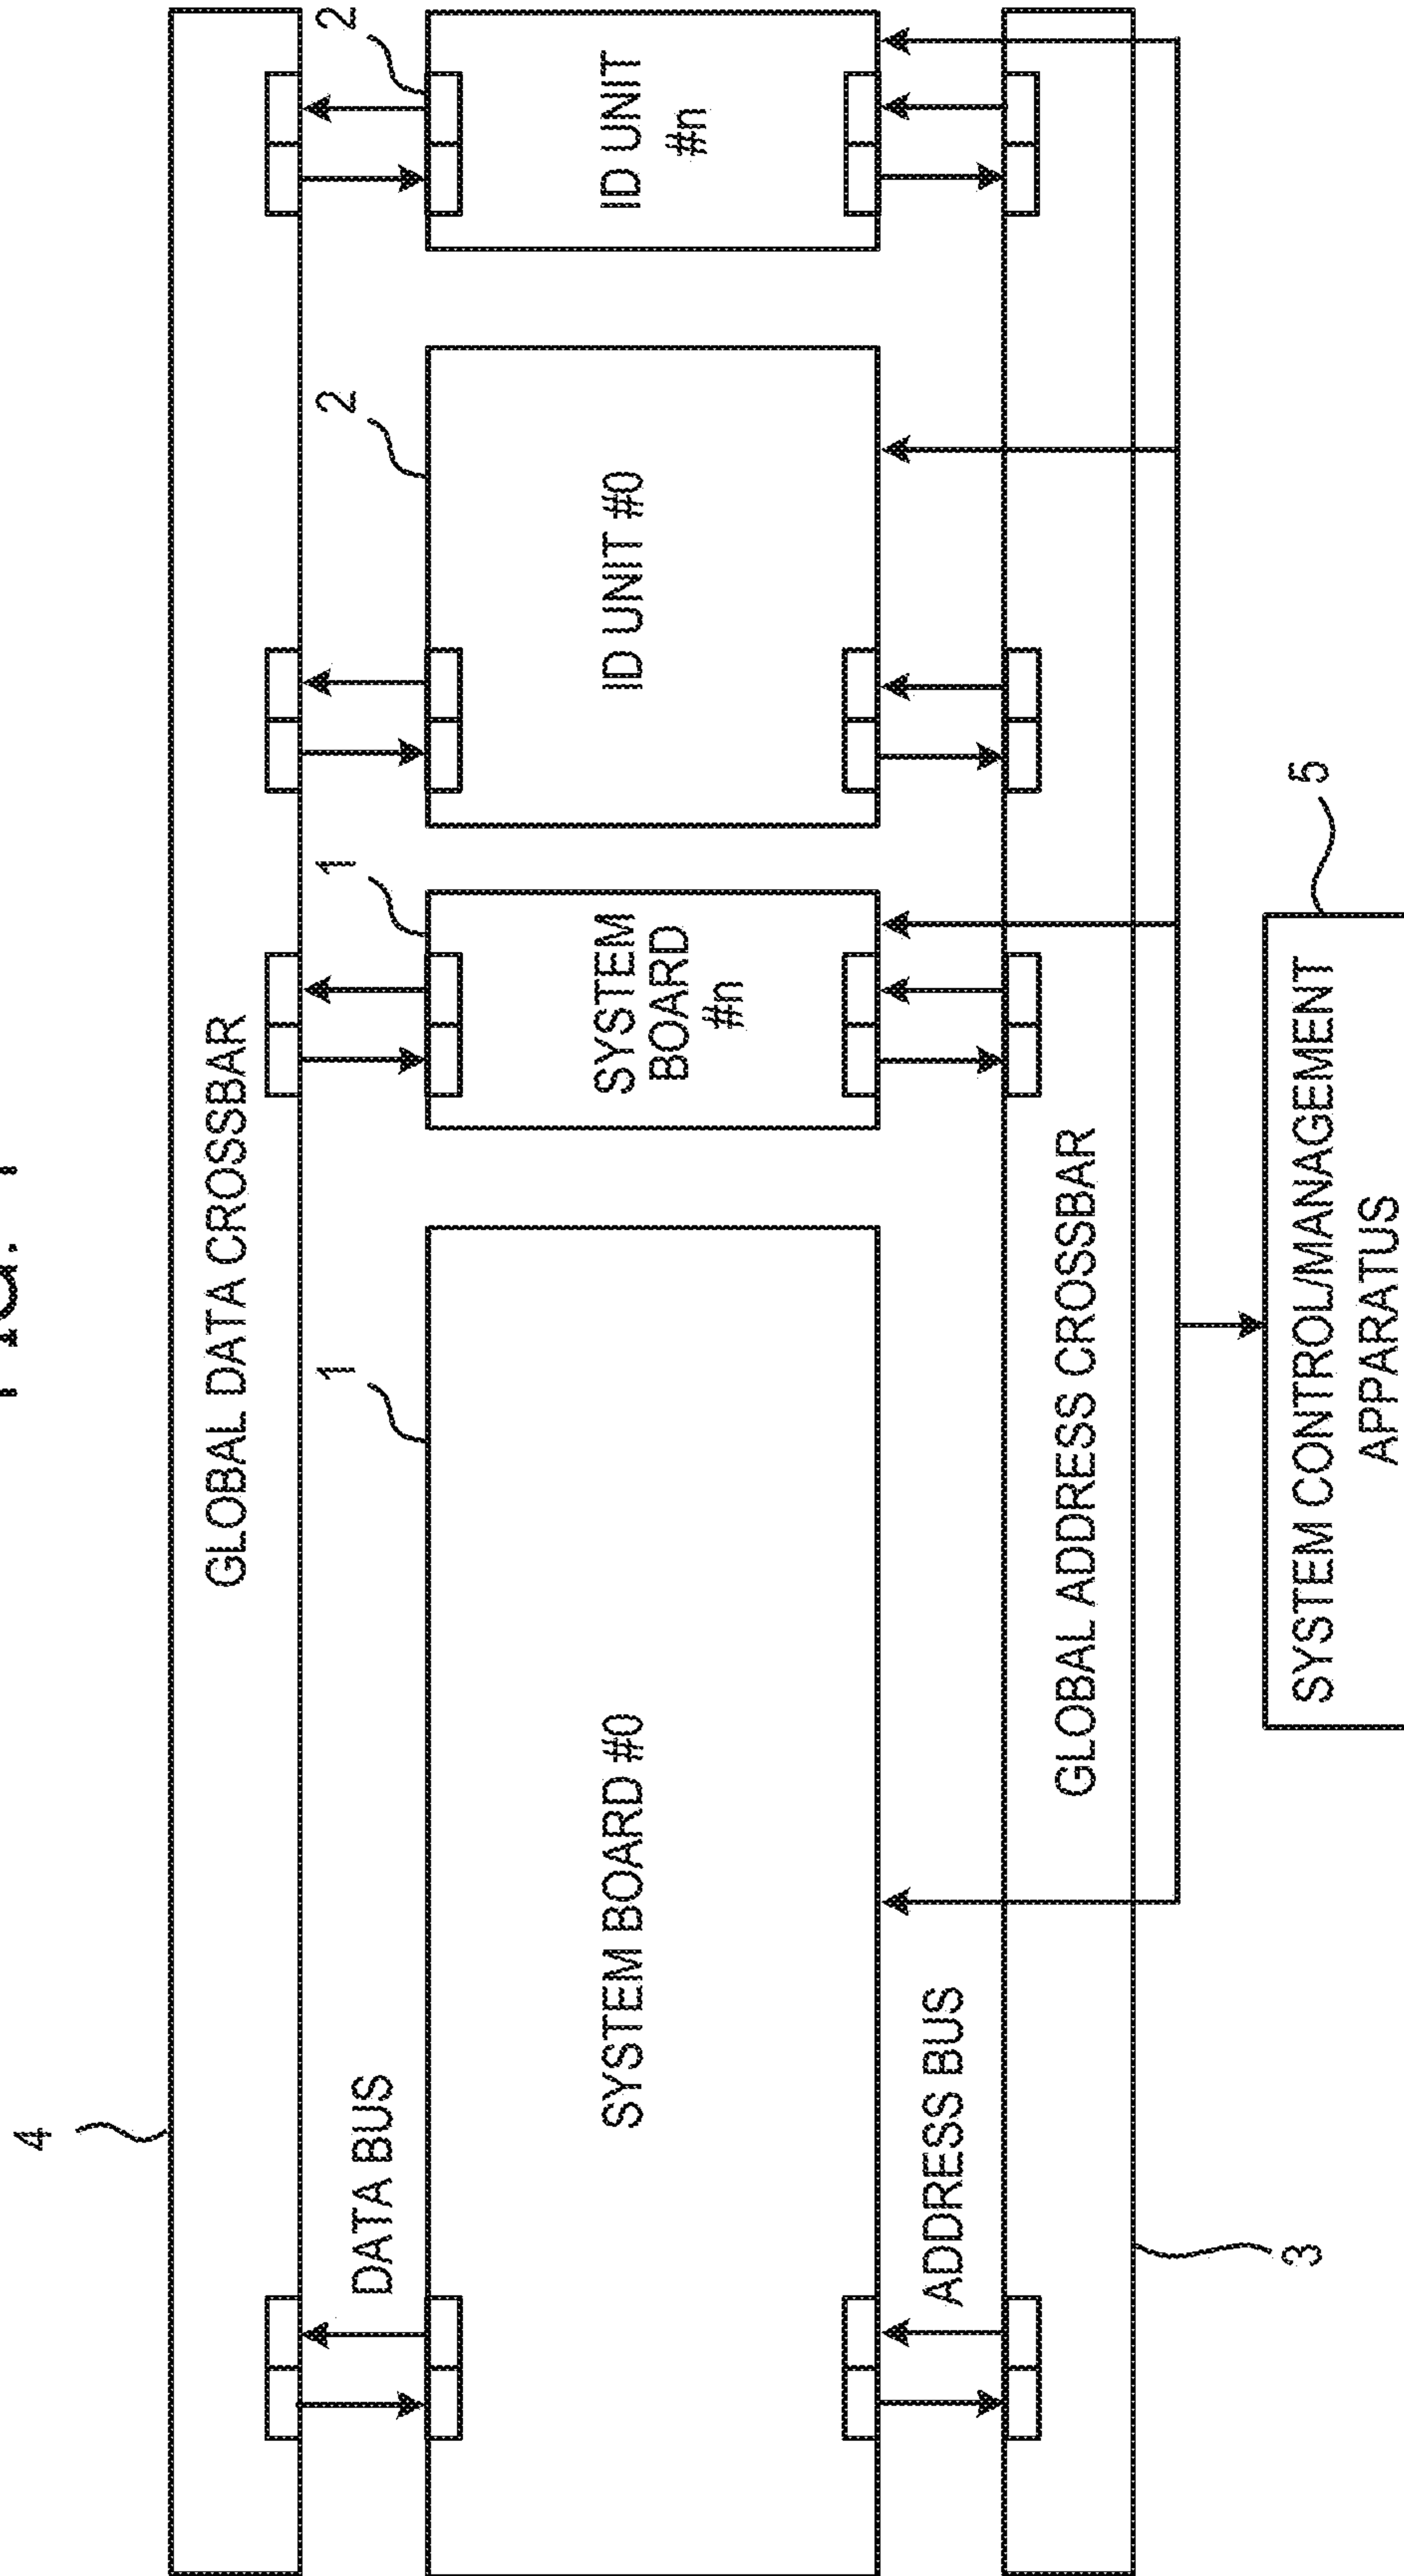 4
GLOBAL DATA CROSSBAR
DATA BUS
1
1
2
2
SYSTEM BOARD #0
SYSTEM
BOARD
#n
ID UNIT #0
ID UNIT
#n
ADDRESS BUS
GLOBAL ADDRESS CROSSBAR
3
5
SYSTEM CONTROL/MANAGEMENT
APPARATUS